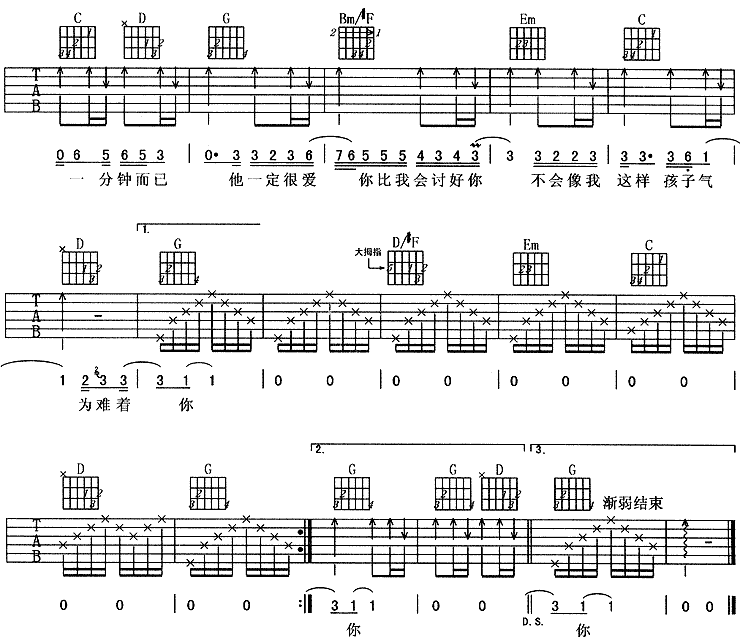 C D G Bm/#F Em C
T A B
0 6 5 6 5 3 | 0· 3 3 2 3 6 | 7 6 5 5 5 4 3 4 3 | 3 3 2 2 3 | 3 3· 3 6 1 |
一 分钟而已 他一定很爱 你比我会讨好你 不会像我 这样 孩子气
1.
D G 大拇指 D/#F Em C
T A B
1 - 2 3 3 | 3 1 1 | 0 0 | 0 0 | 0 0 | 0 0 |
为难着 你
2. 3.
D G G G D G 渐弱结束
T A B
0 0 | 0 0 :| 3 1 1 | 0 0 | 3 1 1 | 0 0
D.S.
你 你